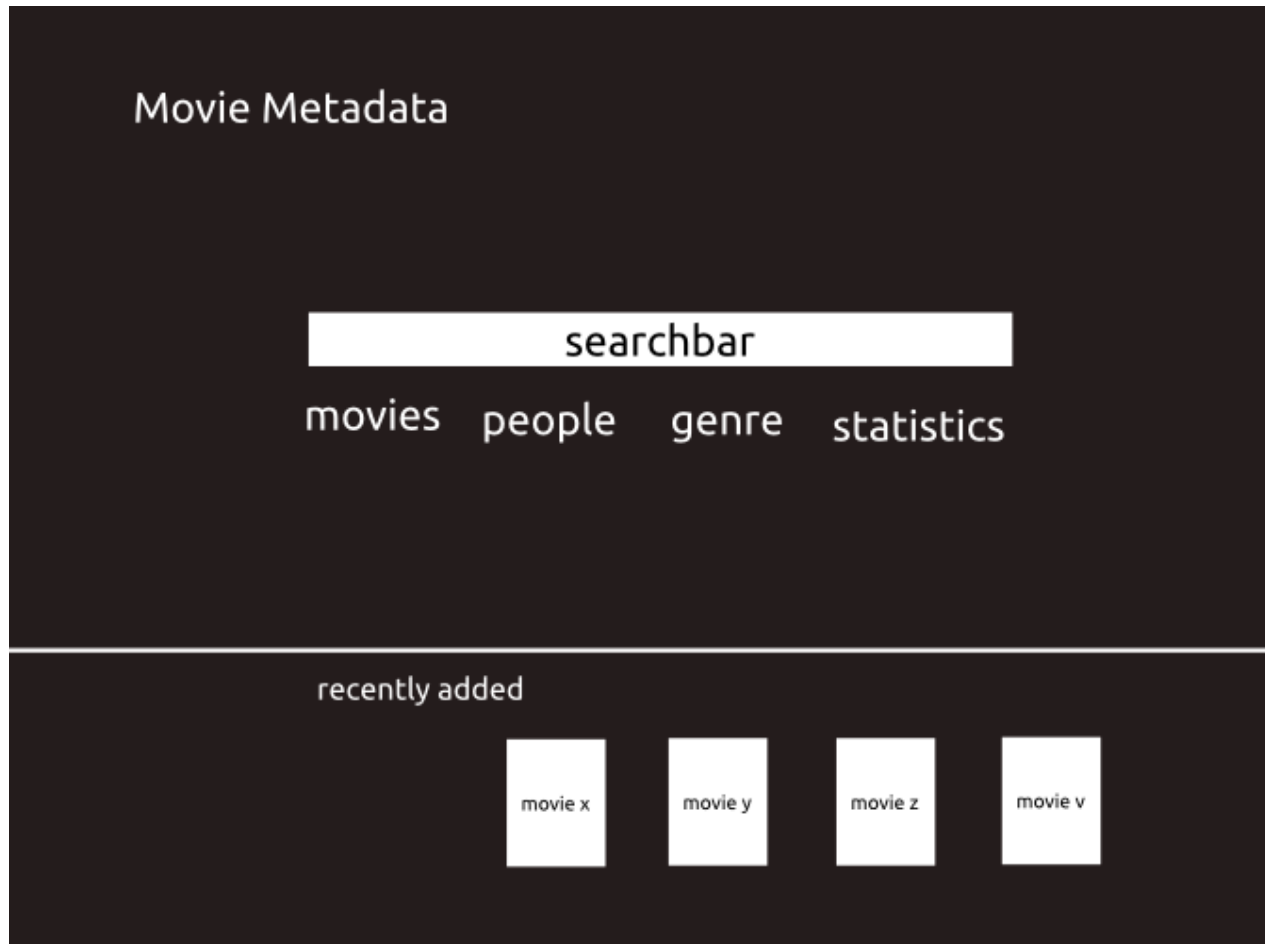 Movie Metadata
searchbar
movies people genre statistics
recently added
movie x movie y movie z movie v